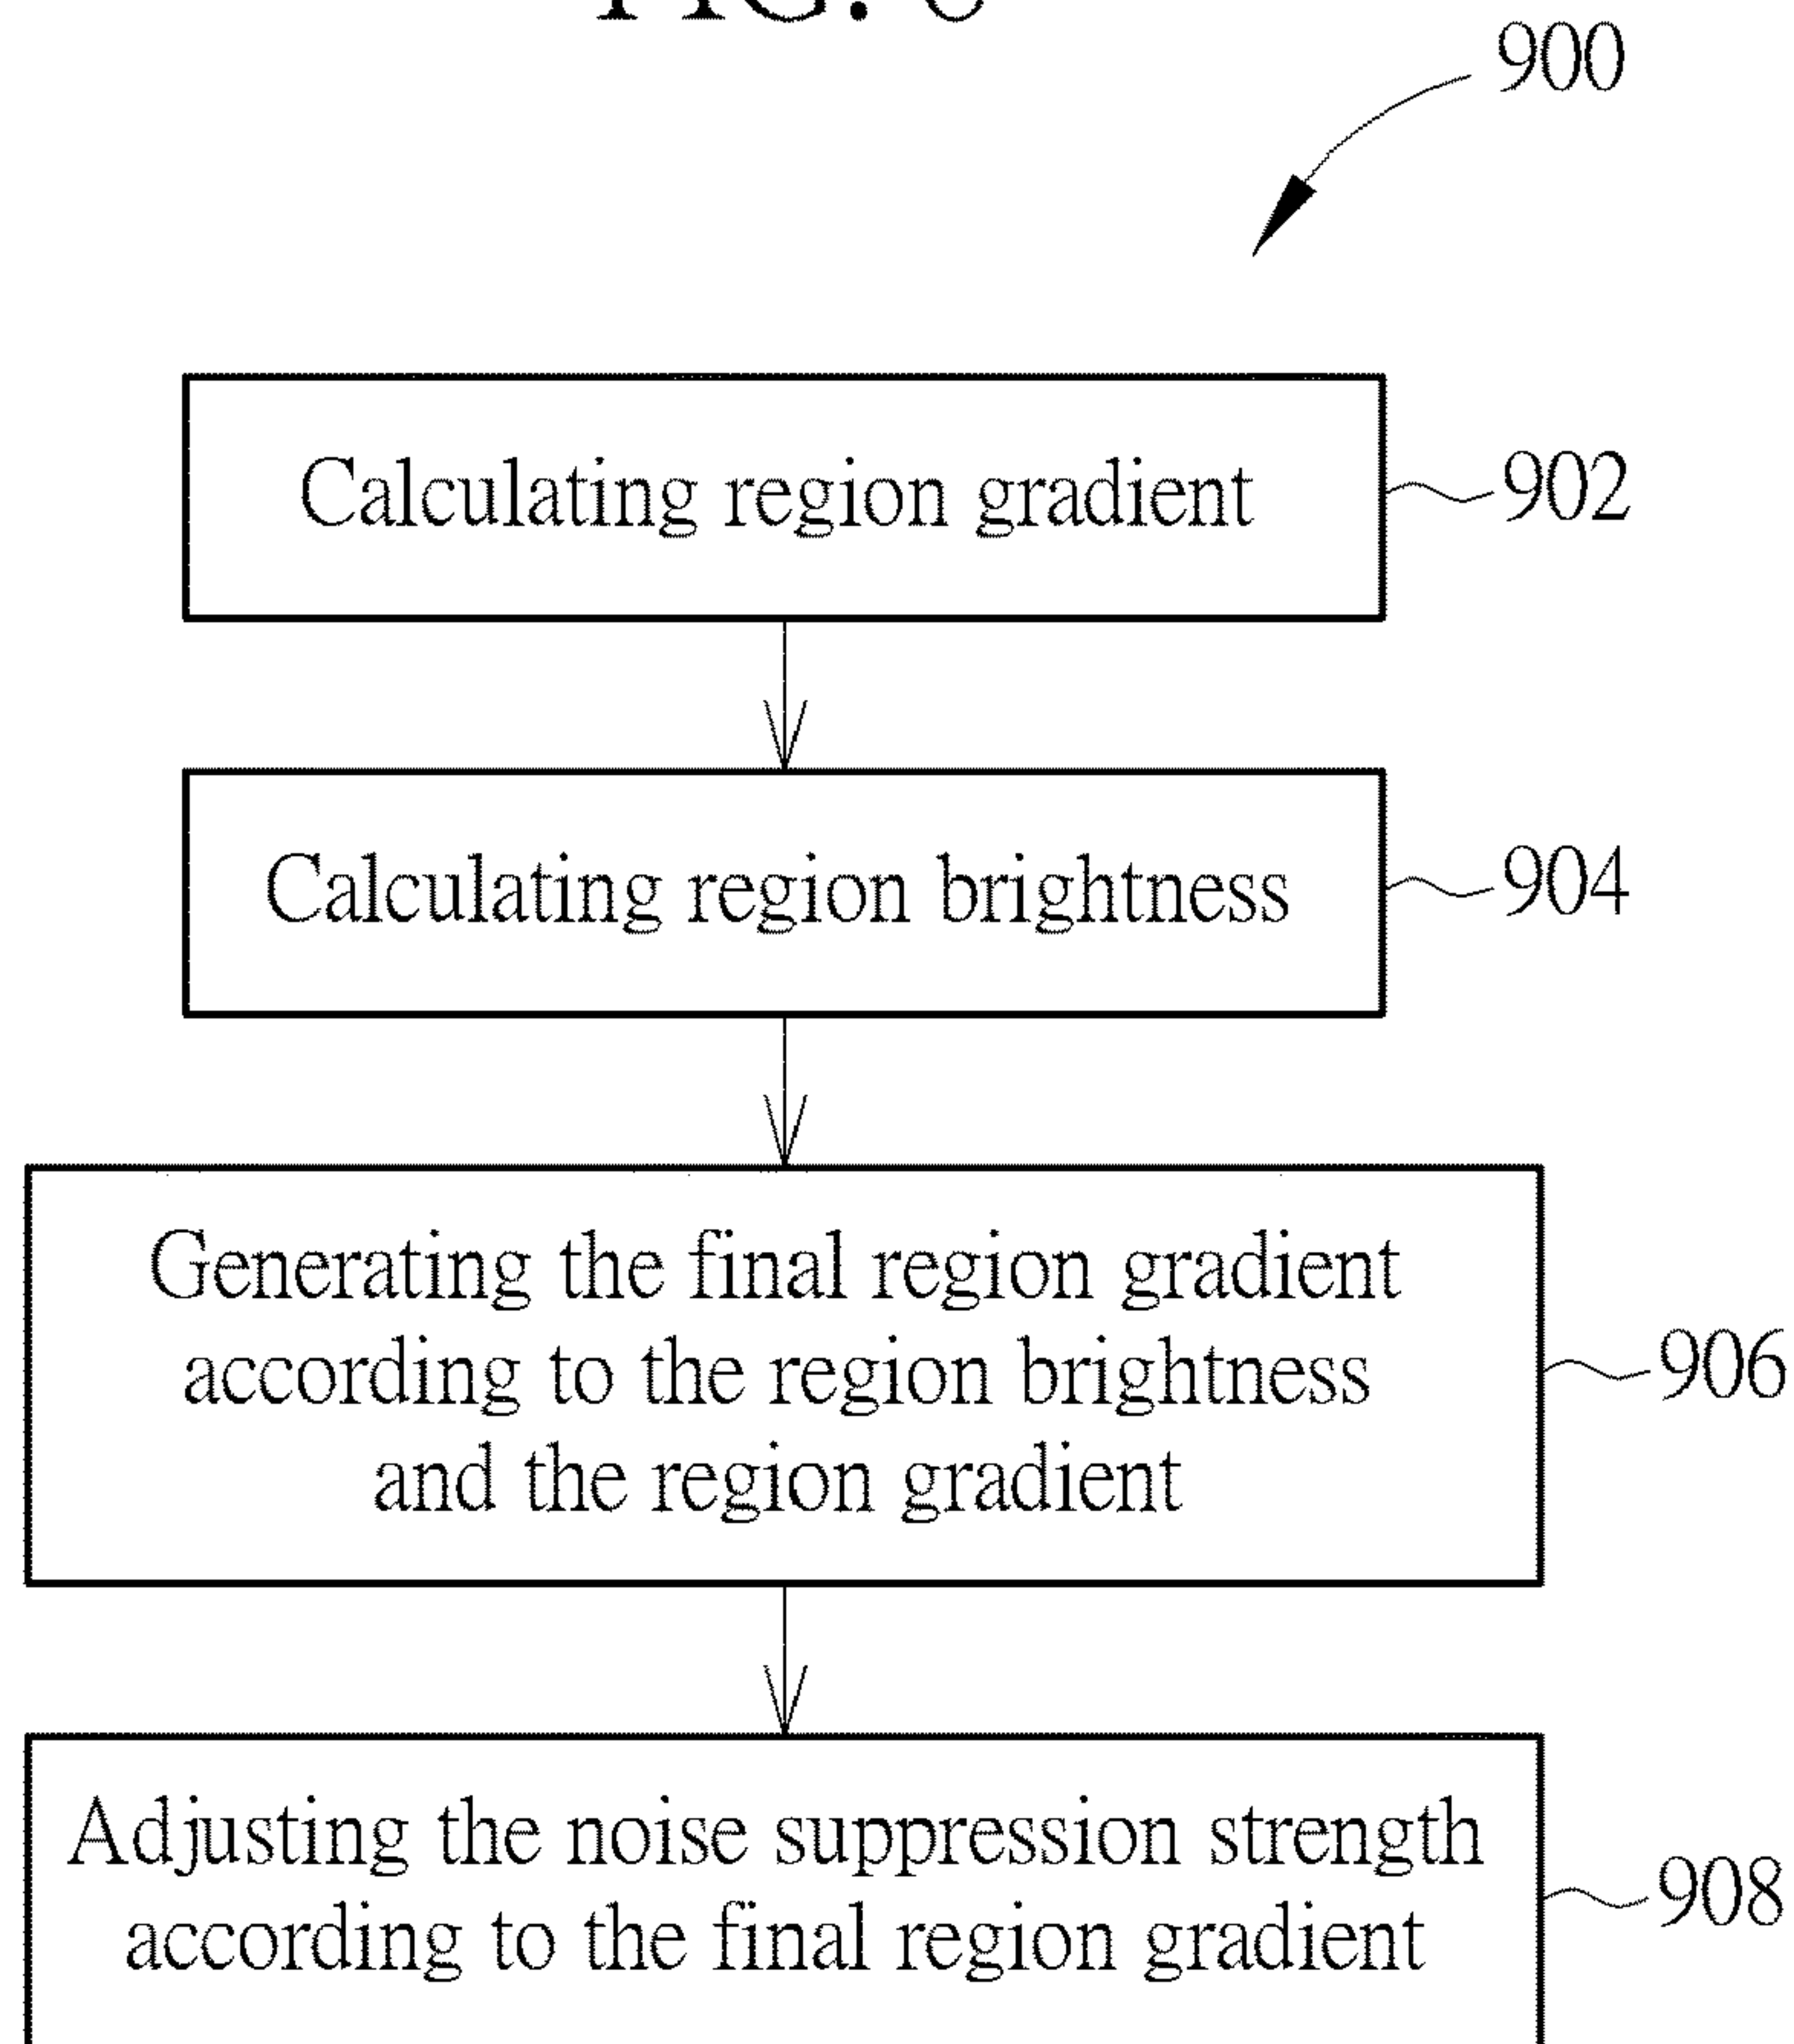 900
Calculating region gradient
902
Calculating region brightness
904
Generating the final region gradient
according to the region brightness
and the region gradient
906
Adjusting the noise suppression strength
according to the final region gradient
908